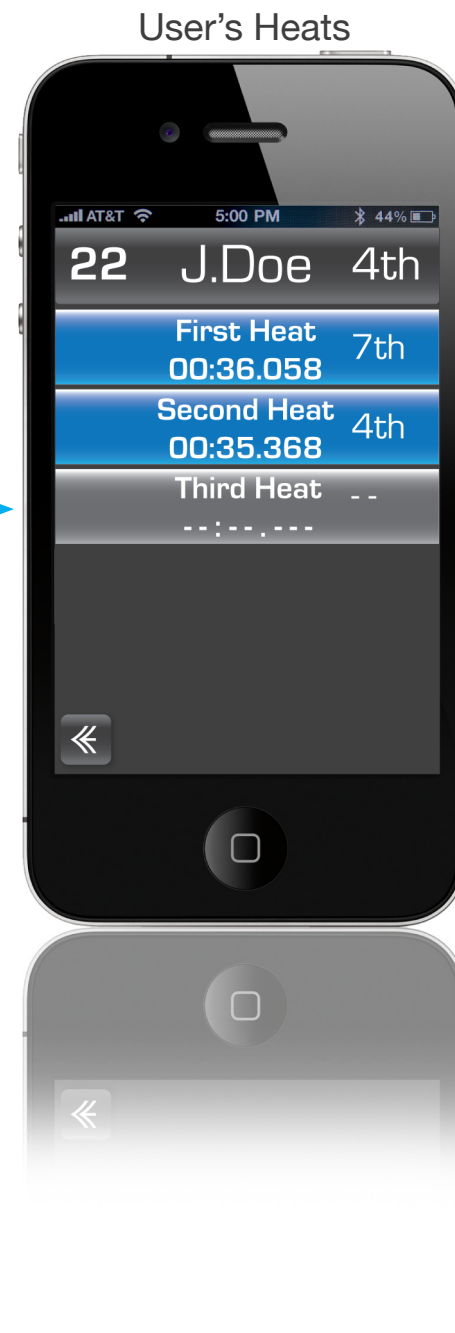 User's Heats
AT&T 5:00 PM 44%
22 J.Doe 4th
First Heat
00:36.058
7th
Second Heat
00:35.368
4th
Third Heat
--:--.---
--